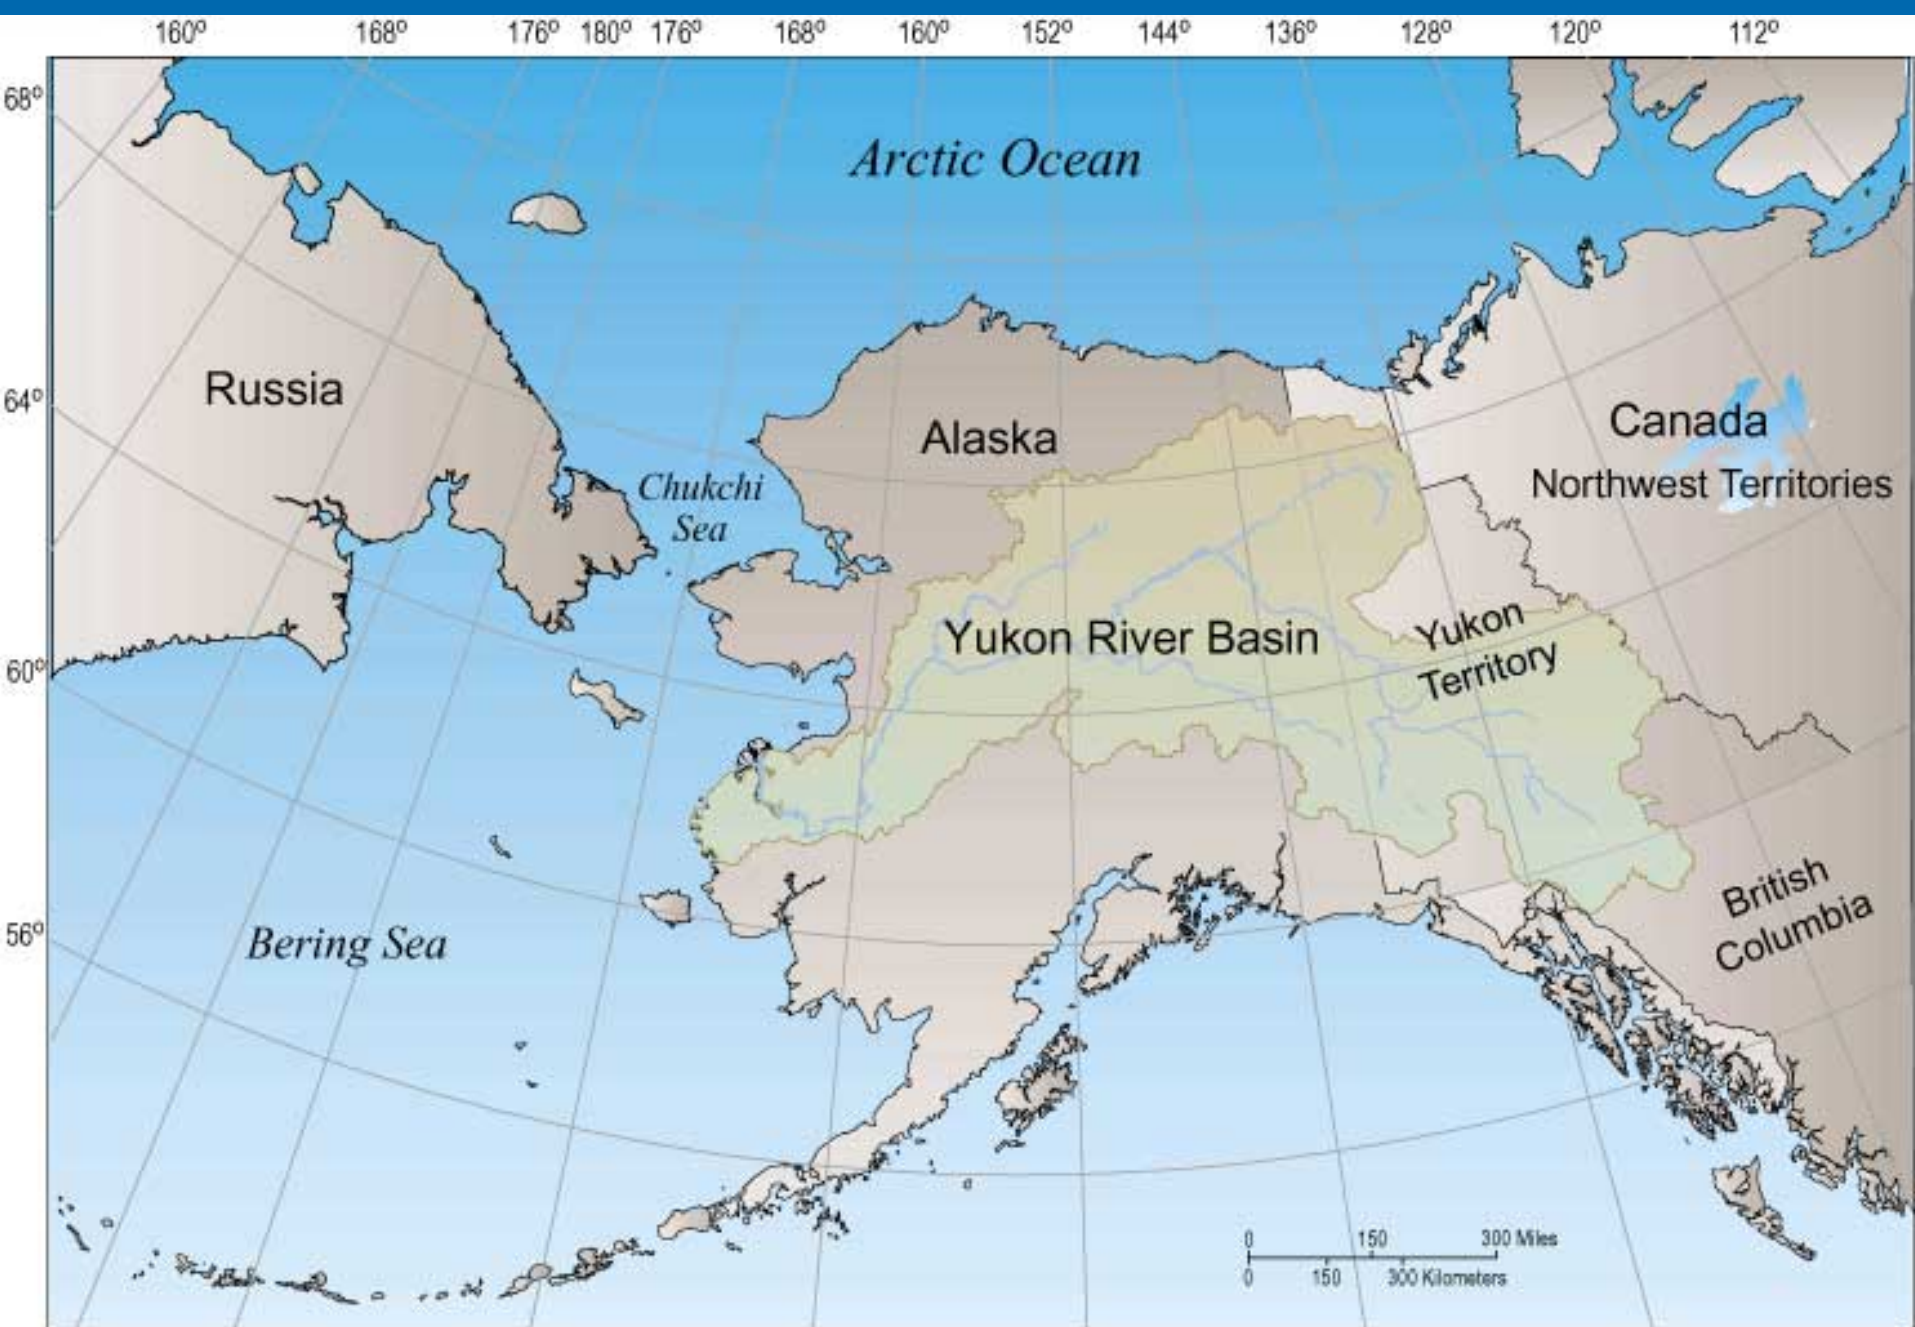 160º 168º 176º 180º 176º 168º 160º 152º 144º 136º 128º 120º 112º
68º
Arctic Ocean
Russia
64º
Alaska
Canada
Northwest Territories
Chukchi
Sea
Yukon River Basin
Yukon
Territory
60º
British
Columbia
56º
Bering Sea
0 150 300 Miles
0 150 300 Kilometers